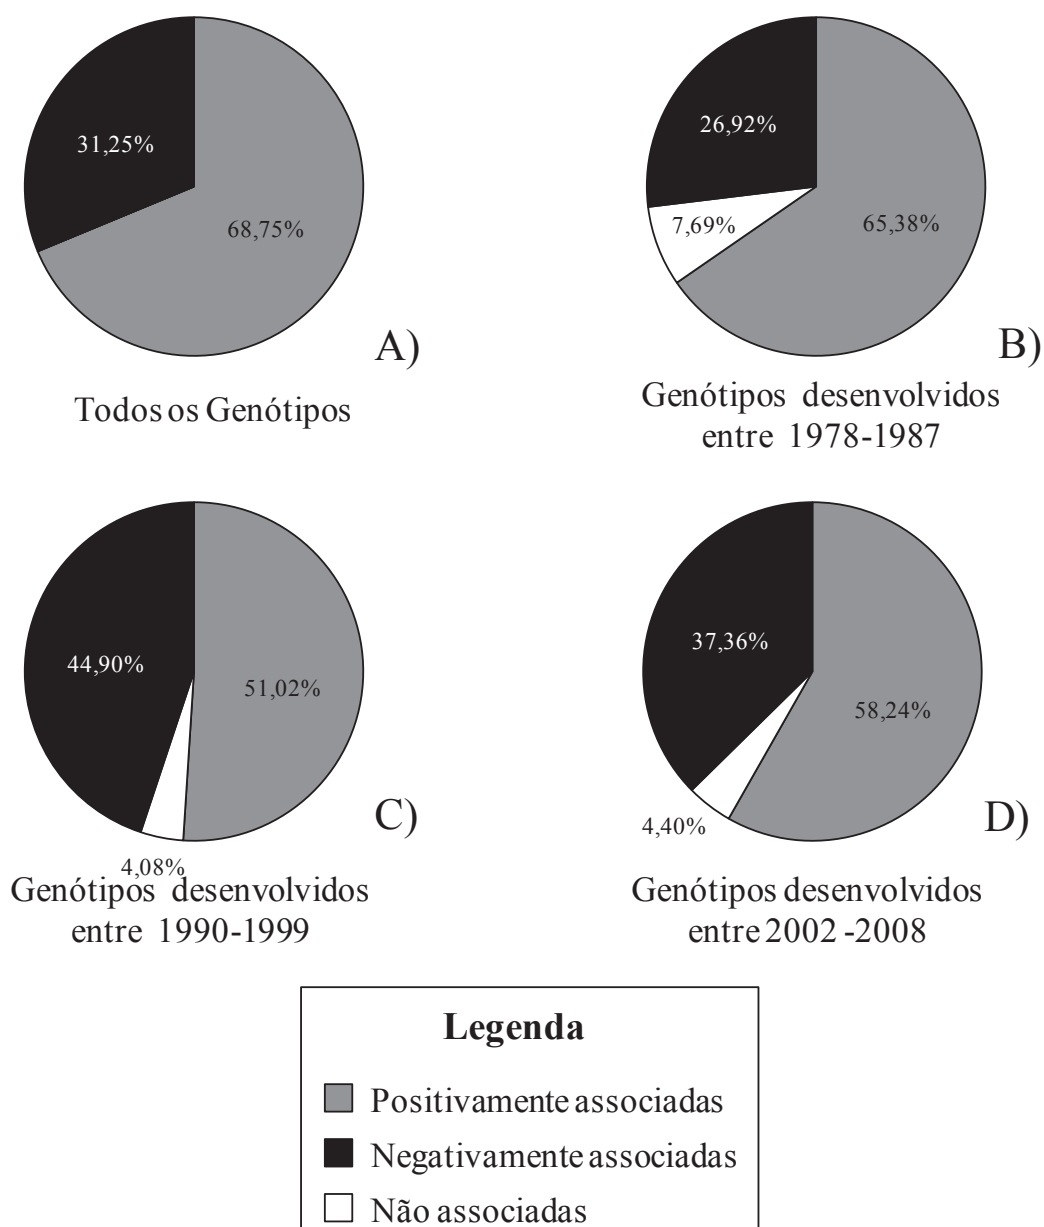 31,25%
68,75%
A)
Todos os Genótipos
26,92%
7,69%
65,38%
B)
Genótipos desenvolvidos
entre 1978-1987
44,90%
51,02%
4,08%
C)
Genótipos desenvolvidos
entre 1990-1999
37,36%
58,24%
4,40%
D)
Genótipos desenvolvidos
entre 2002 -2008
Legenda
Positivamente associadas
Negativamente associadas
Não associadas